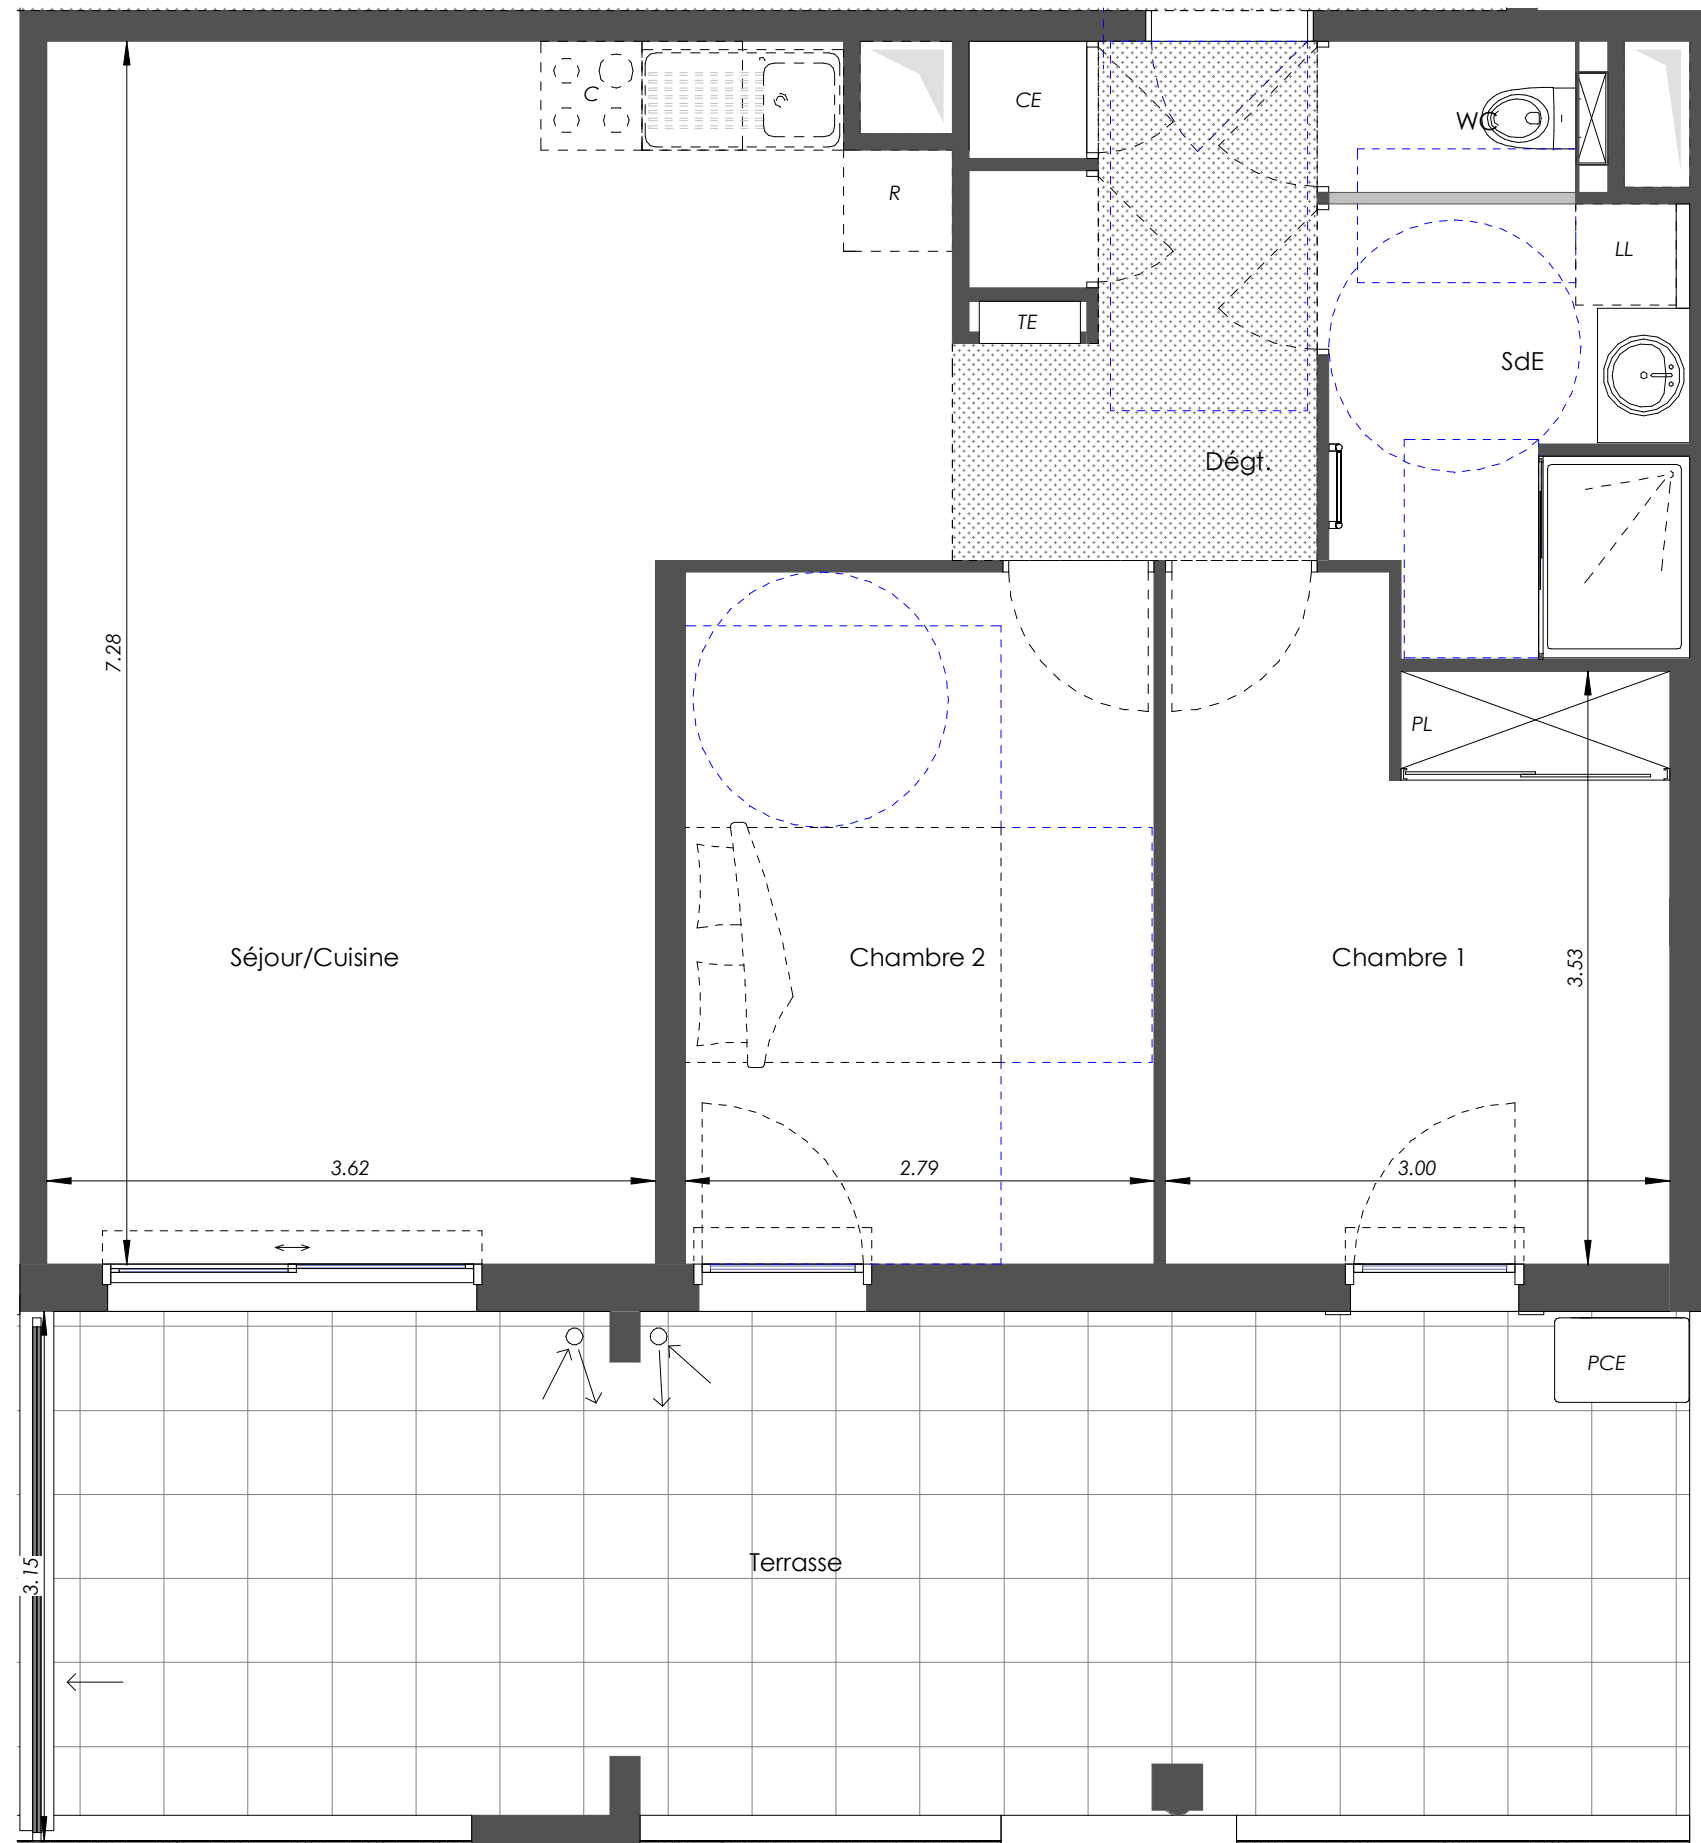 C
CE
WC
R
LL
TE
SdE
Dégt.
7.28
PL
Séjour/Cuisine
Chambre 2
Chambre 1
3.53
3.62
2.79
3.00
PCE
Terrasse
3.15